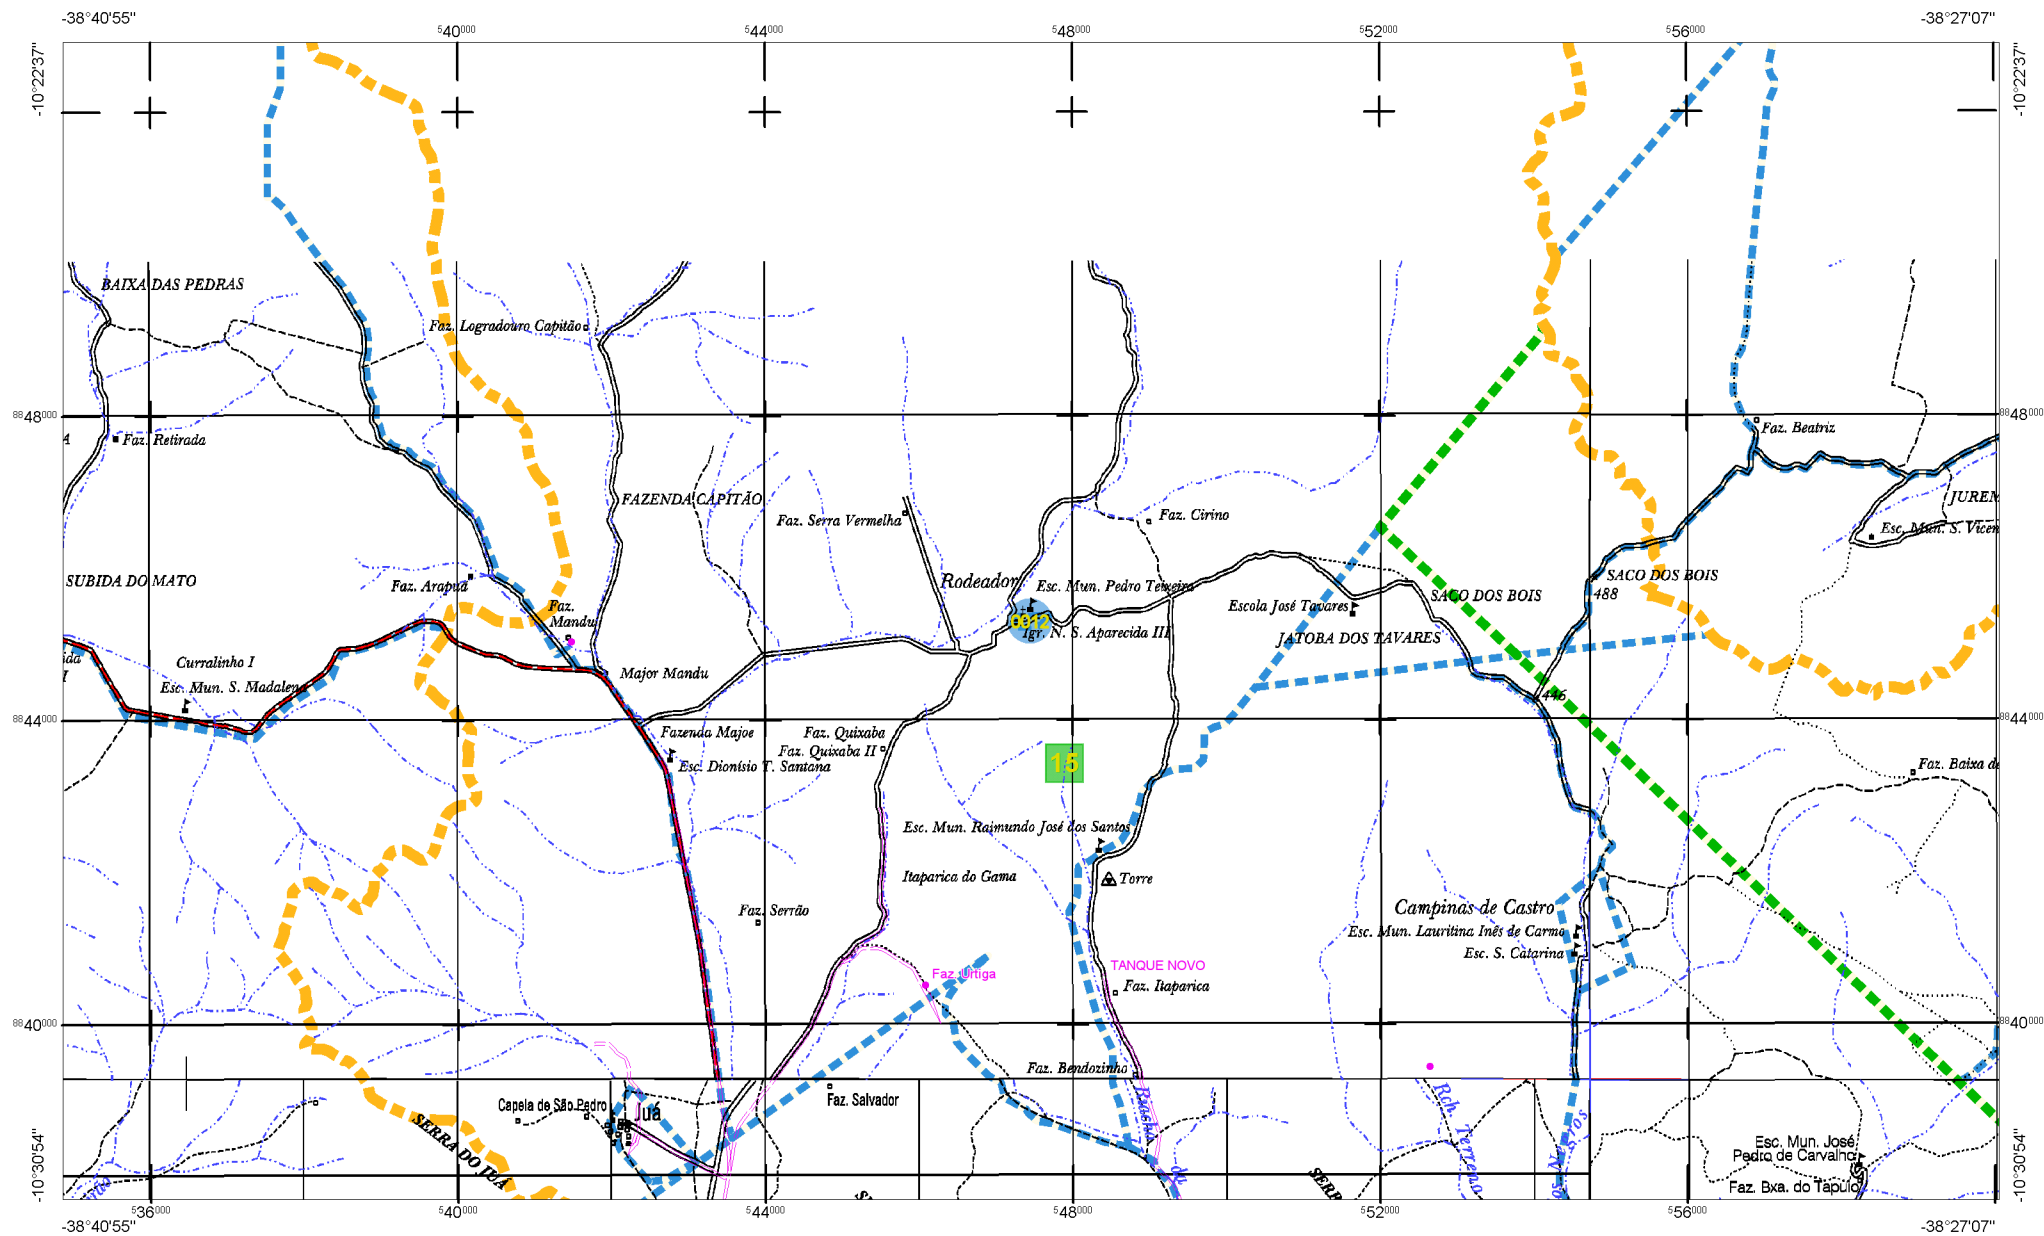 -38°40'55"
-38°27'07"
540000
544000
548000
552000
556000
-10°22'37"
-10°22'37"
BAIXA DAS PEDRAS
Faz. Logradouro Capitão
8848000
8848000
Faz. Beatriz
A
Faz. Retirada
FAZENDA CAPITÃO
JUREM
Faz. Serra Vermelha
Faz. Cirino
Esc. Mun. S. Vicen
SUBIDA DO MATO
Faz. Arapuá
Rodeador
Esc. Mun. Pedro Teixeira
SACO DOS BOIS
488
SACO DOS BOIS
Faz.
Mandu
Escola José Tavares
0012
Igr. N. S. Aparecida III
JATOBA DOS TAVARES
ida
Curralinho I
Major Mandu
Esc. Mun. S. Madalena
446
8844000
8844000
Fazenda Majoe
Faz. Quixaba
Faz. Quixaba II
Esc. Dionísio T. Santana
15
Faz. Baixa d
Esc. Mun. Raimundo José dos Santos
Itaparica do Gama
Torre
Faz. Serrão
Campinas de Castro
Esc. Mun. Lauritina Inês de Carmo
Esc. S. Catarina
TANQUE NOVO
Faz. Urtiga
Faz. Itaparica
8840000
8840000
Faz. Bendozinho
Faz. Salvador
Capela de São Pedro
Juá
SERRA DO JUÁ
Riacho
du
Rch.
Terreno
Esc. Mun. José
Pedro de Carvalho
Faz. Bxa. do Tapuio
SERR
-10°30'54"
-10°30'54"
536000
540000
544000
548000
552000
556000
-38°40'55"
-38°27'07"